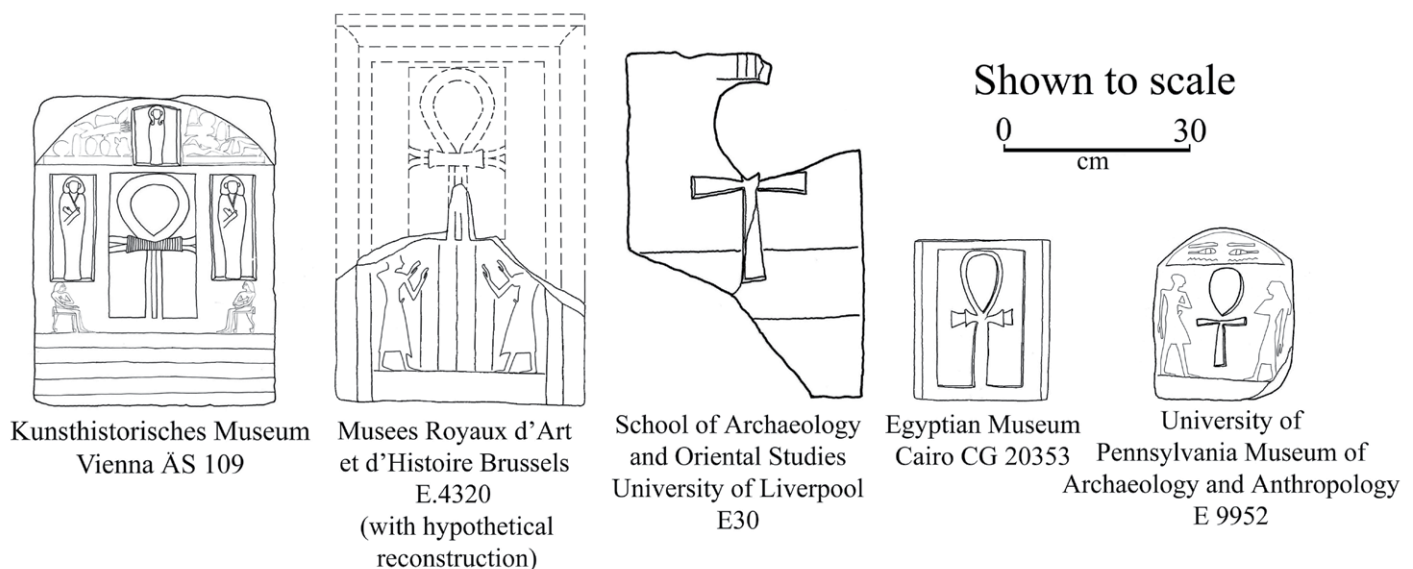 Shown to scale
0 30
cm
Kunsthistorisches Museum
Vienna ÄS 109
Musees Royaux d’Art
et d’Histoire Brussels
E.4320
(with hypothetical
reconstruction)
School of Archaeology
and Oriental Studies
University of Liverpool
E30
Egyptian Museum
Cairo CG 20353
University of
Pennsylvania Museum of
Archaeology and Anthropology
E 9952